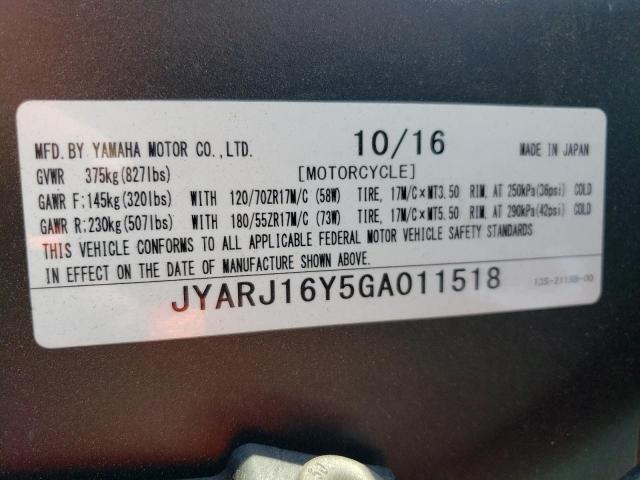 MFD. BY YAMAHA MOTOR CO., LTD. 10/16 MADE IN JAPAN
GVWR 375kg(827lbs) [MOTORCYCLE]
GAWR F:145kg(320lbs) WITH 120/70ZR17M/C (58W) TIRE, 17M/C×MT3.50 RIM, AT 250kPa(36psi) COLD
GAWR R:230kg(507lbs) WITH 180/55ZR17M/C (73W) TIRE, 17M/C×MT5.50 RIM, AT 290kPa(42psi) COLD
THIS VEHICLE CONFORMS TO ALL APPLICABLE FEDERAL MOTOR VEHICLE SAFETY STANDARDS
IN EFFECT ON THE DATE OF MANUFACTURE SHOWN ABOVE.
JYARJ16Y5GA011518